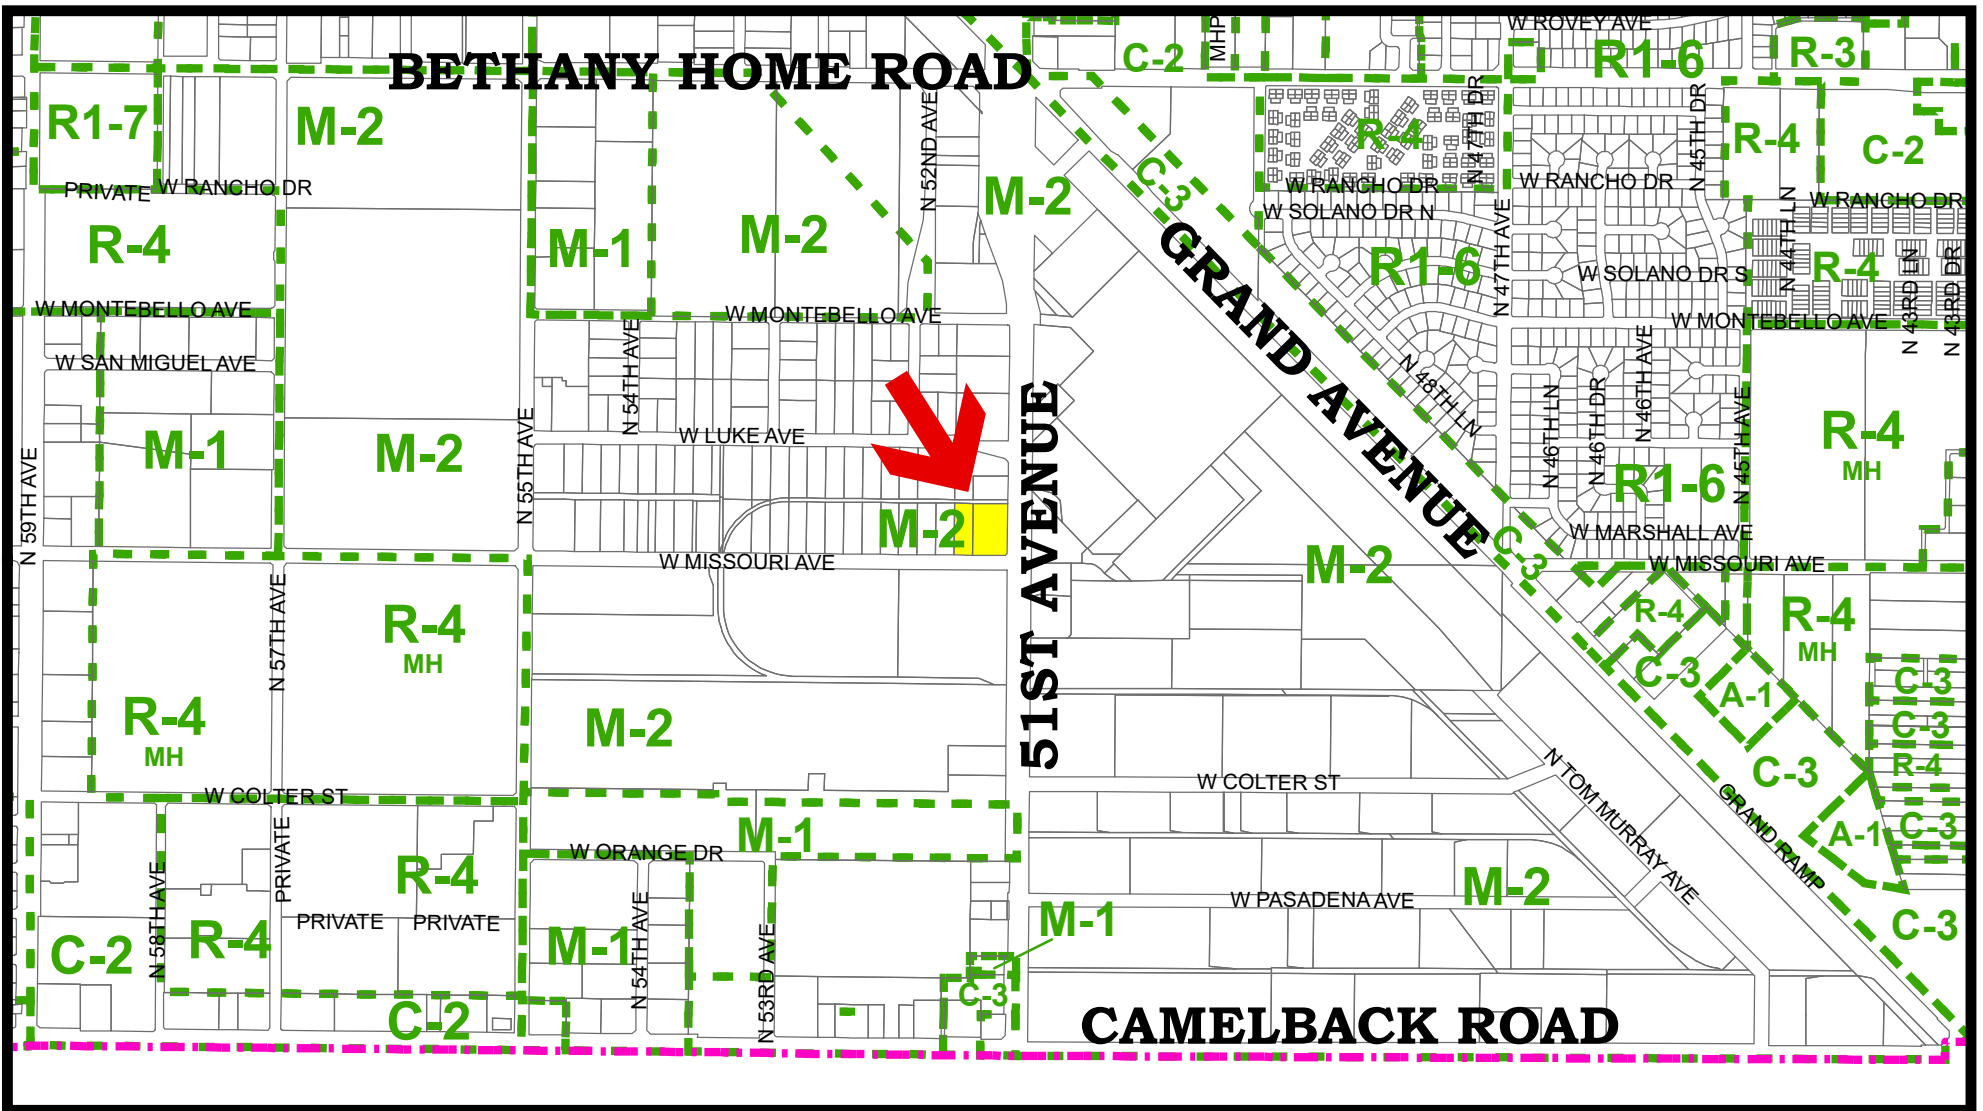 W ROVEY AVE
MHP
C-2
R1-6
R-3
BETHANY HOME ROAD
R1-7
M-2
N 52ND AVE
R-4
N 47TH DR
N 45TH DR
R-4
C-2
PRIVATE
W RANCHO DR
M-2
C-3
W RANCHO DR
W RANCHO DR
W RANCHO DR
W SOLANO DR N
R-4
M-1
M-2
GRAND AVENUE
R1-6
N 47TH AVE
W SOLANO DR S
N 44TH LN
R-4
N 43RD LN
N 43RD DR
W MONTEBELLO AVE
W MONTEBELLO AVE
W MONTEBELLO AVE
W SAN MIGUEL AVE
N 54TH AVE
N 48TH LN
N 46TH LN
N 46TH DR
N 46TH AVE
N 45TH AVE
M-1
M-2
W LUKE AVE
R-4
MH
N 59TH AVE
N 55TH AVE
51ST AVENUE
R1-6
M-2
W MISSOURI AVE
M-2
C-3
W MARSHALL AVE
W MISSOURI AVE
N 57TH AVE
R-4
MH
R-4
C-3
R-4
MH
A-1
C-3
C-3
R-4
C-3
R-4
MH
M-2
W COLTER ST
W COLTER ST
N TOM MURRAY AVE
C-3
GRAND RAMP
A-1
M-1
W ORANGE DR
PRIVATE
R-4
N 58TH AVE
R-4
PRIVATE
PRIVATE
C-2
M-1
N 54TH AVE
N 53RD AVE
M-1
W PASADENA AVE
M-2
C-3
C-3
C-2
CAMELBACK ROAD